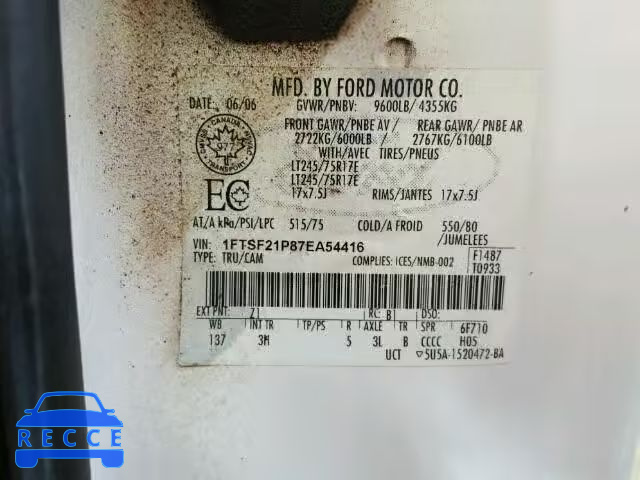 MFD. BY FORD MOTOR CO.
DATE: 06/06 GVWR/PNBV: 9600LB/ 4355KG
FRONT GAWR/PNBE AV / REAR GAWR/ PNBE AR
2722KG/6000LB / 2767KG/6100LB
WITH/AVEC TIRES/PNEUS
LT245/75R17E
LT245/75R17E
17x7.5J RIMS/JANTES 17x7.5J
CANADA
TRANSPORT
EC
AT/A kPa/PSI/LPC 515/75 COLD/A FROID 550/80
/JUMELEES
VIN: 1FTSF21P87EA54416
TYPE: TRU/CAM COMPLIES: ICES/NMB-002
F1487
T0933
EXT PNT: Z1 RC: B1 DSO:
WB INT TR TP/PS R AXLE TR SPR 6F710
137 3M 5 3L B CCCC H05
UCT ▽5U5A-1520472-BA
RECCE